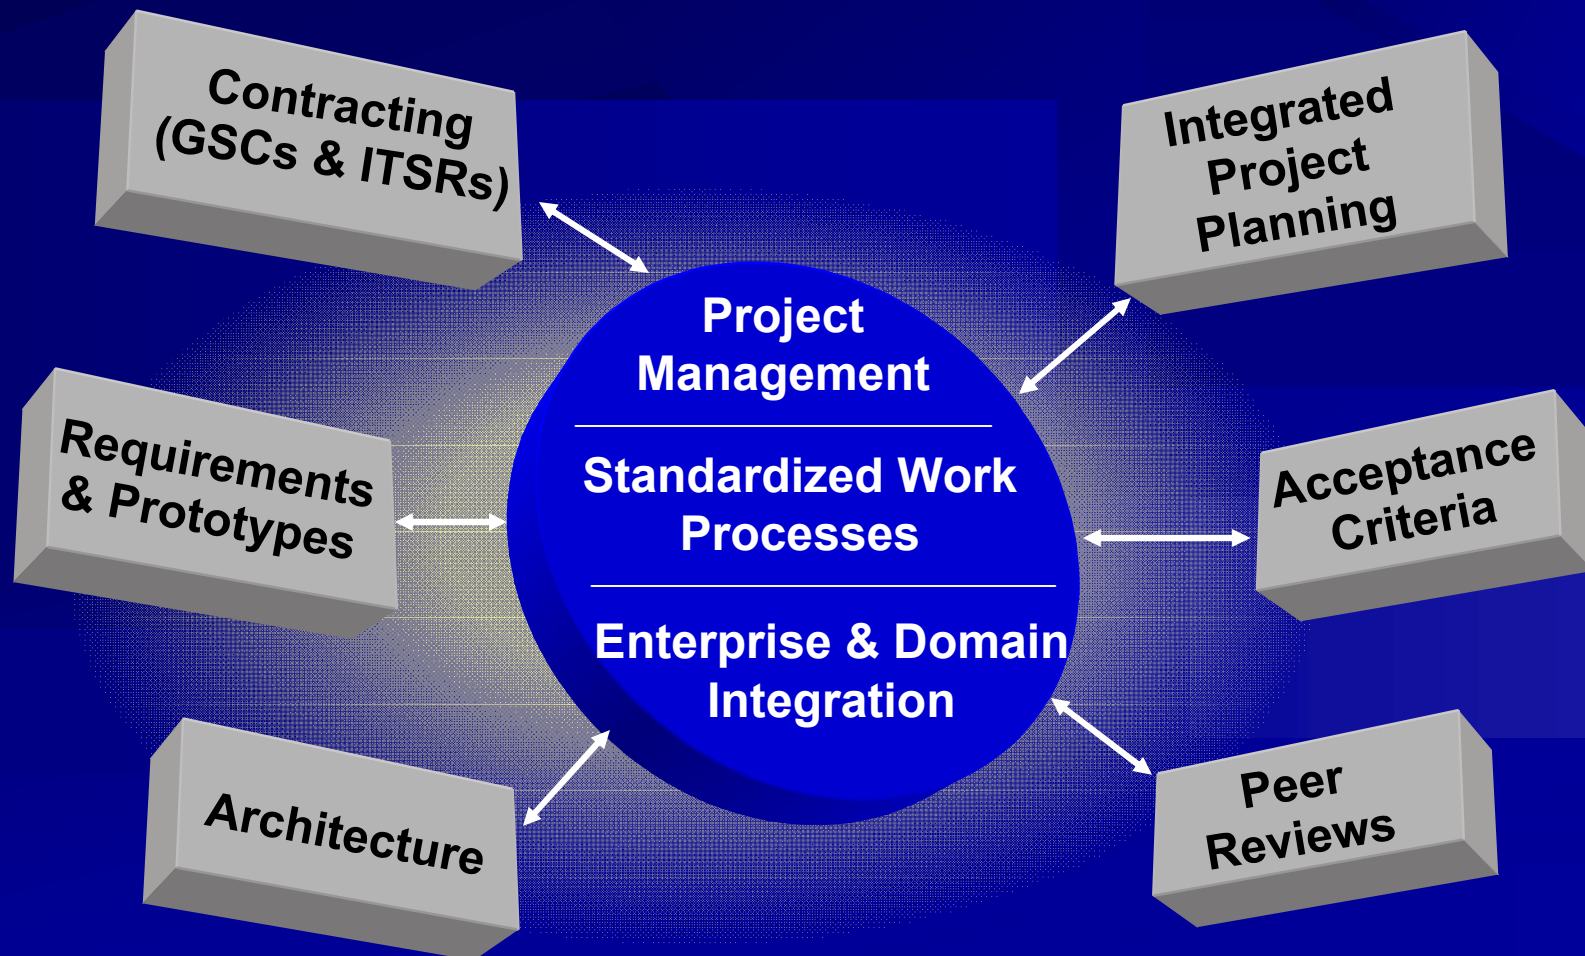 Contracting
(GSCs & ITSRs)
Integrated
Project
Planning
Project
Management
Requirements
& Prototypes
Standardized Work
Processes
Acceptance
Criteria
Enterprise & Domain
Integration
Architecture
Peer
Reviews